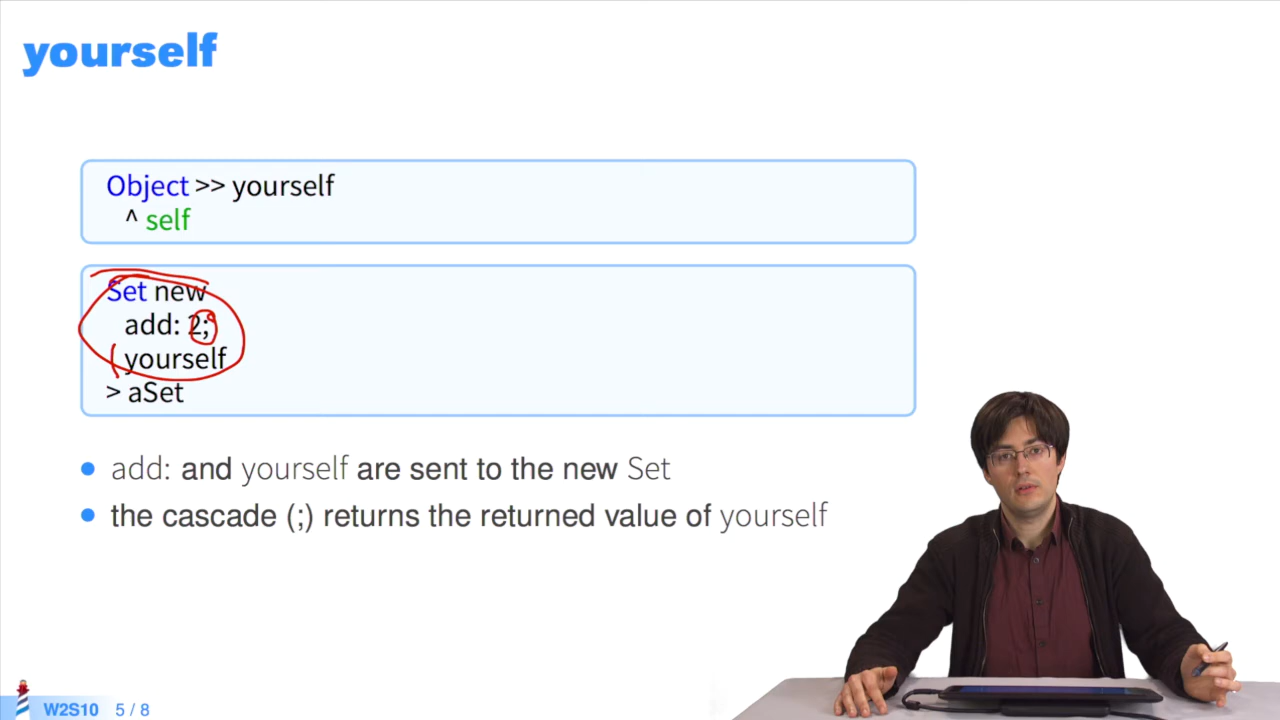 yourself
Object >> yourself
^ self
Set new
add: 2;
yourself
> aSet
add: and yourself are sent to the new Set
the cascade (;) returns the returned value of yourself
W2S10 5 / 8